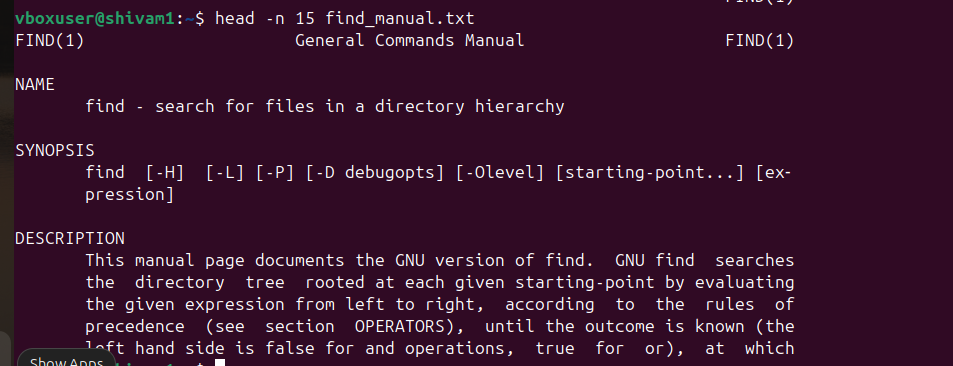 FIND(1)
vboxuser@shivam1:~$ head -n 15 find_manual.txt
FIND(1)                     General Commands Manual                    FIND(1)
NAME
find - search for files in a directory hierarchy
SYNOPSIS
find  [-H]  [-L] [-P] [-D debugopts] [-Olevel] [starting-point...] [ex-
pression]
DESCRIPTION
This manual page documents the GNU version of find.  GNU find  searches
the  directory  tree  rooted at each given starting-point by evaluating
the given expression from left to right,  according  to  the  rules  of
precedence  (see  section  OPERATORS),  until the outcome is known (the
left hand side is false for and operations,  true  for  or),  at  which
Show Apps
$